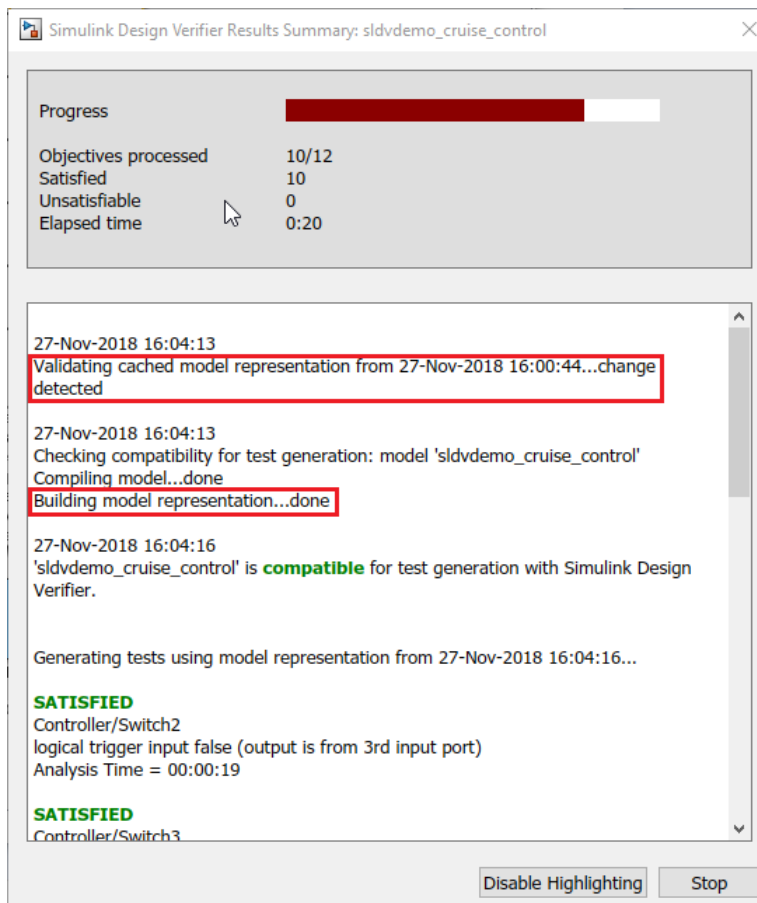 Simulink Design Verifier Results Summary: sldvdemo_cruise_control
Progress
Objectives processed 10/12
Satisfied 10
Unsatisfiable 0
Elapsed time 0:20
27-Nov-2018 16:04:13
Validating cached model representation from 27-Nov-2018 16:00:44...change
detected
27-Nov-2018 16:04:13
Checking compatibility for test generation: model 'sldvdemo_cruise_control'
Compiling model...done
Building model representation...done
27-Nov-2018 16:04:16
'sldvdemo_cruise_control' is compatible for test generation with Simulink Design
Verifier.
Generating tests using model representation from 27-Nov-2018 16:04:16...
SATISFIED
Controller/Switch2
logical trigger input false (output is from 3rd input port)
Analysis Time = 00:00:19
SATISFIED
Controller/Switch3
Disable Highlighting Stop